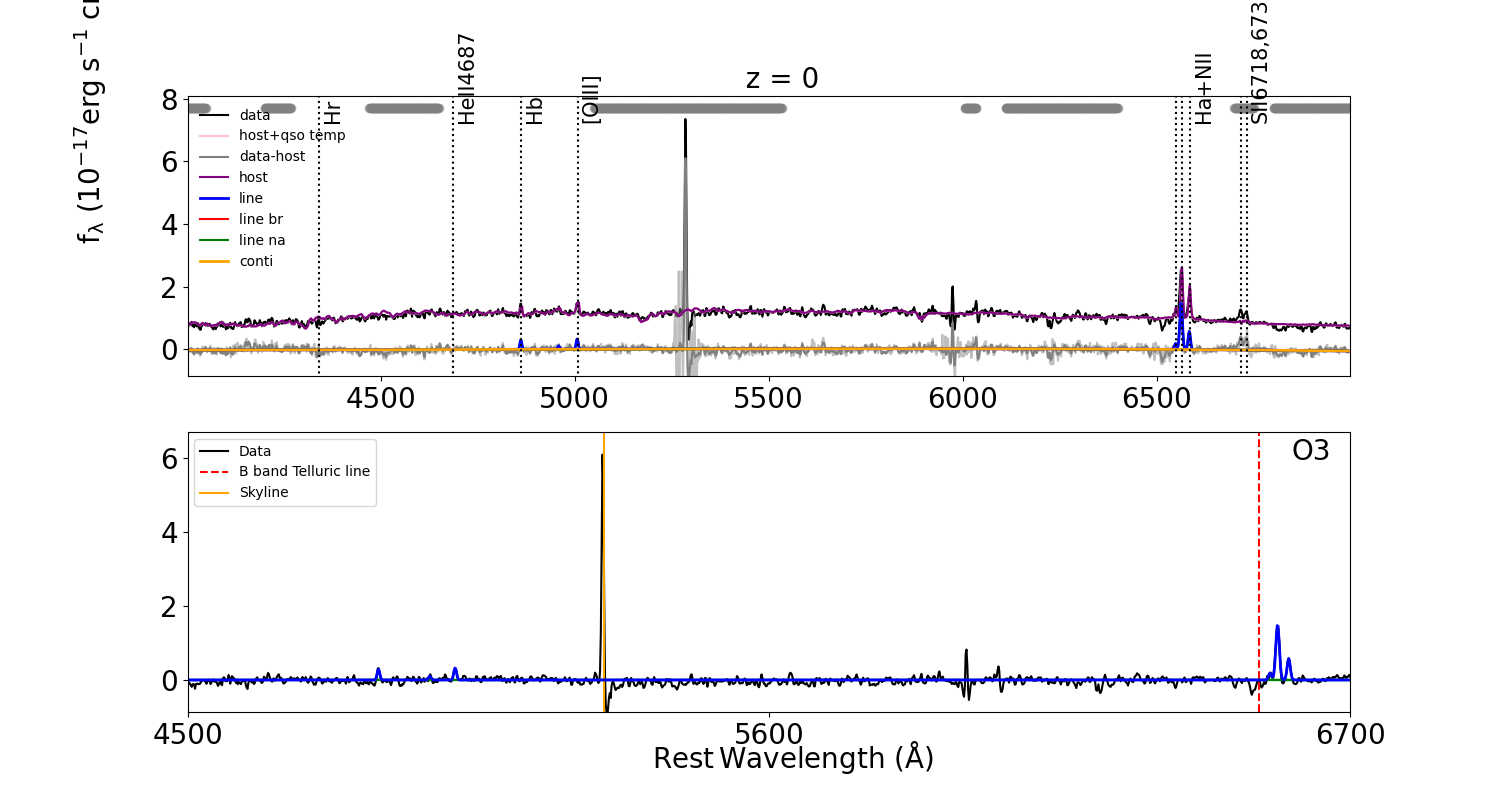 z = 0
fλ (10−17erg s−1 c
8
6
4
2
0
data
host+qso temp
data-host
host
line
line br
line na
conti
Hr
HeII4687
Hb
[OIII]
Ha+NII
SII6718,673
4500 5000 5500 6000 6500
Data
B band Telluric line
Skyline
O3
6
4
2
0
4500 5600 6700
Rest Wavelength (Å)